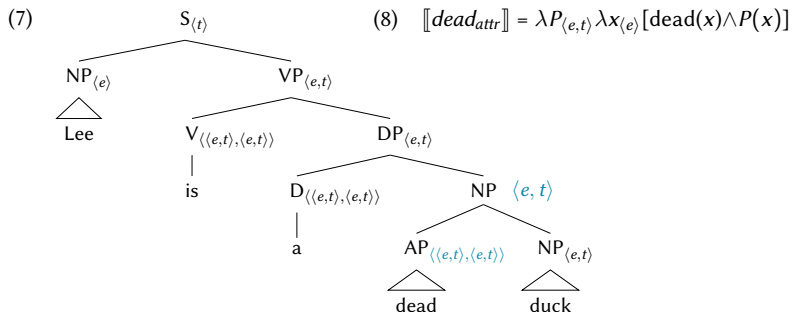 (7) S⟨t⟩ (8) ⟦dead_attr⟧ = λP⟨e,t⟩λx⟨e⟩[dead(x)∧P(x)]
NP⟨e⟩ VP⟨e,t⟩
Lee V⟨⟨e,t⟩,⟨e,t⟩⟩ DP⟨e,t⟩
is D⟨⟨e,t⟩,⟨e,t⟩⟩ NP ⟨e, t⟩
a AP⟨⟨e,t⟩,⟨e,t⟩⟩ NP⟨e,t⟩
dead duck